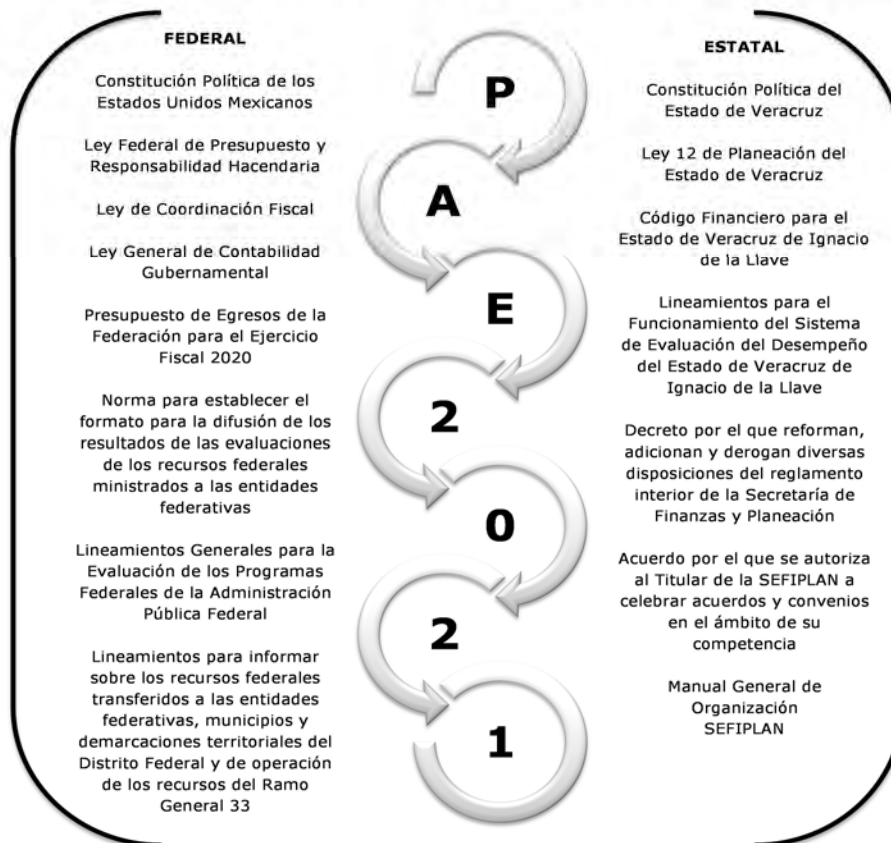 FEDERAL
Constitución Política de los
Estados Unidos Mexicanos
Ley Federal de Presupuesto y
Responsabilidad Hacendaria
Ley de Coordinación Fiscal
Ley General de Contabilidad
Gubernamental
Presupuesto de Egresos de la
Federación para el Ejercicio
Fiscal 2020
Norma para establecer el
formato para la difusión de los
resultados de las evaluaciones
de los recursos federales
ministrados a las entidades
federativas
Lineamientos Generales para la
Evaluación de los Programas
Federales de la Administración
Pública Federal
Lineamientos para informar
sobre los recursos federales
transferidos a las entidades
federativas, municipios y
demarcaciones territoriales del
Distrito Federal y de operación
de los recursos del Ramo
General 33
P
A
E
2
0
2
1
ESTATAL
Constitución Política del
Estado de Veracruz
Ley 12 de Planeación del
Estado de Veracruz
Código Financiero para el
Estado de Veracruz de Ignacio
de la Llave
Lineamientos para el
Funcionamiento del Sistema
de Evaluación del Desempeño
del Estado de Veracruz de
Ignacio de la Llave
Decreto por el que reforman,
adicionan y derogan diversas
disposiciones del reglamento
interior de la Secretaría de
Finanzas y Planeación
Acuerdo por el que se autoriza
al Titular de la SEFIPLAN a
celebrar acuerdos y convenios
en el ámbito de su
competencia
Manual General de
Organización
SEFIPLAN